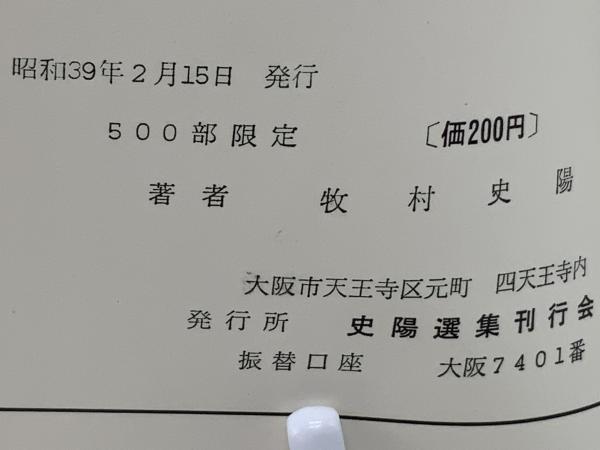 昭和39年2月15日 発行
500部限定 〔価200円〕
著者 牧村史陽
大阪市天王寺区元町 四天王寺内
発行所 史陽選集刊行会
振替口座 大阪7401番